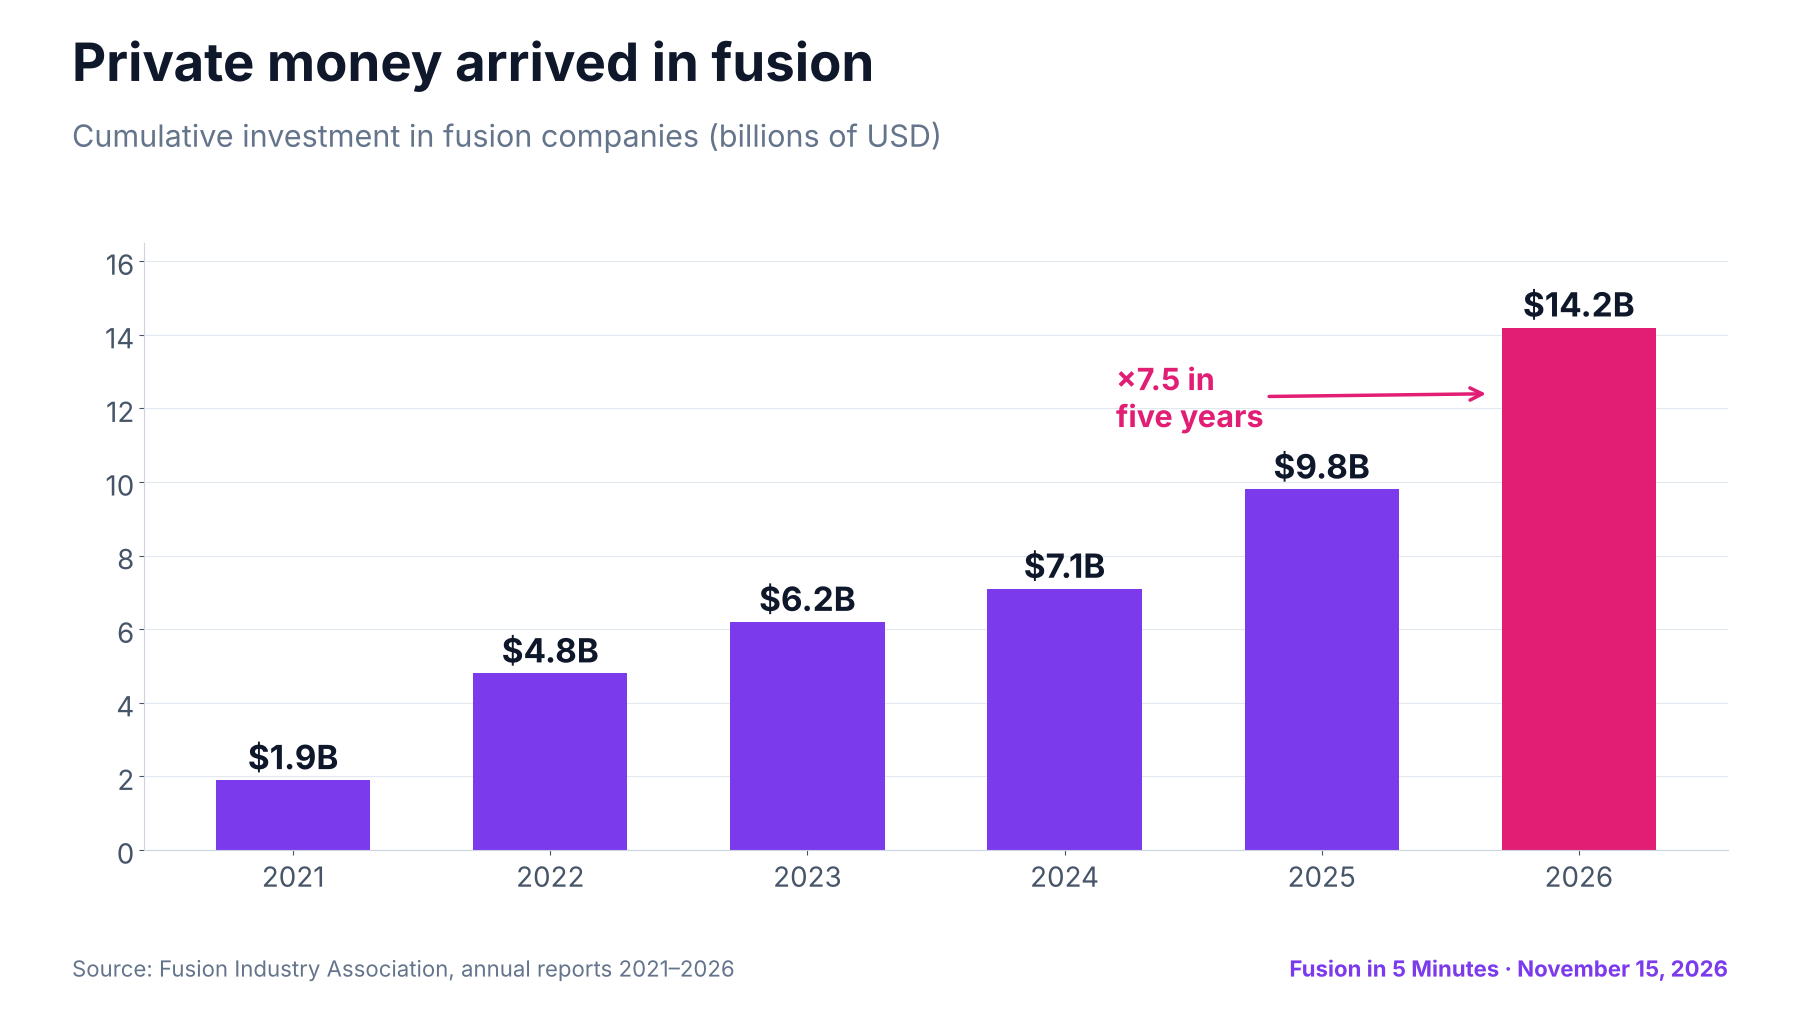 Private money arrived in fusion
Cumulative investment in fusion companies (billions of USD)
16
14
12
10
8
6
4
2
0
$1.9B
$4.8B
$6.2B
$7.1B
$9.8B
$14.2B
×7.5 in
five years
2021
2022
2023
2024
2025
2026
Source: Fusion Industry Association, annual reports 2021–2026
Fusion in 5 Minutes · November 15, 2026